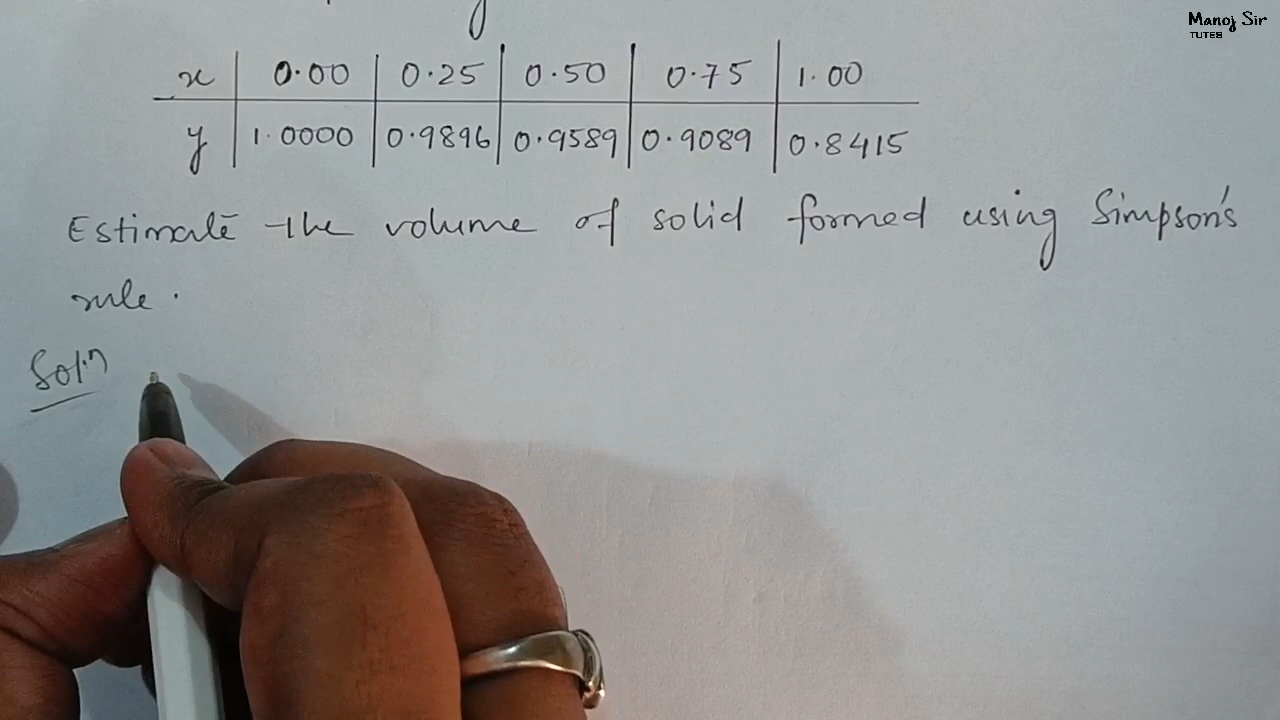 Manoj Sir
TUTES
x 0.00 0.25 0.50 0.75 1.00
y 1.0000 0.9896 0.9589 0.9089 0.8415
Estimate the volume of solid formed using Simpson's
rule.
Sol.n